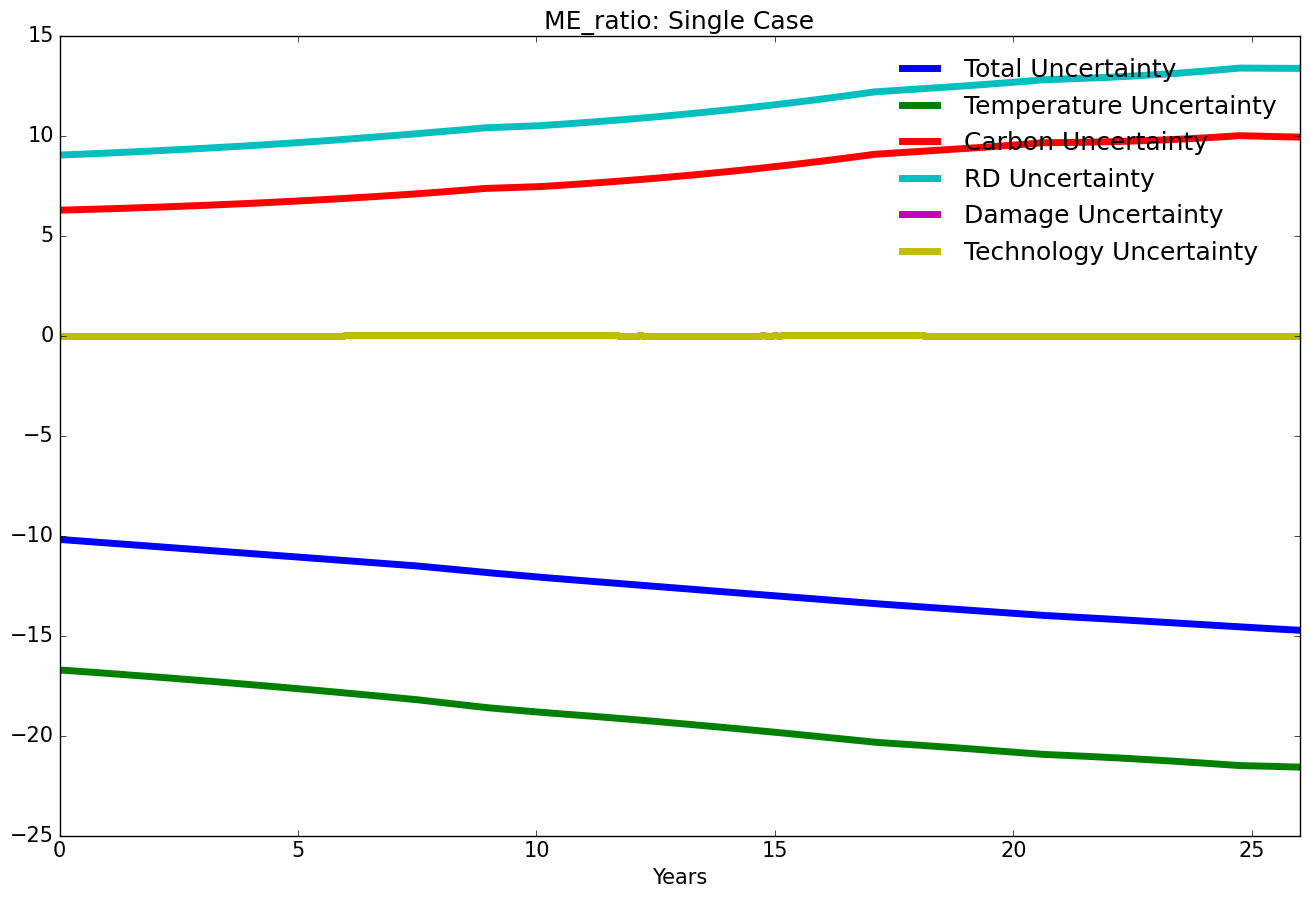 ME_ratio: Single Case
15
10
5
0
−5
−10
−15
−20
−25
Total Uncertainty
Temperature Uncertainty
Carbon Uncertainty
RD Uncertainty
Damage Uncertainty
Technology Uncertainty
0 5 10 15 20 25
Years